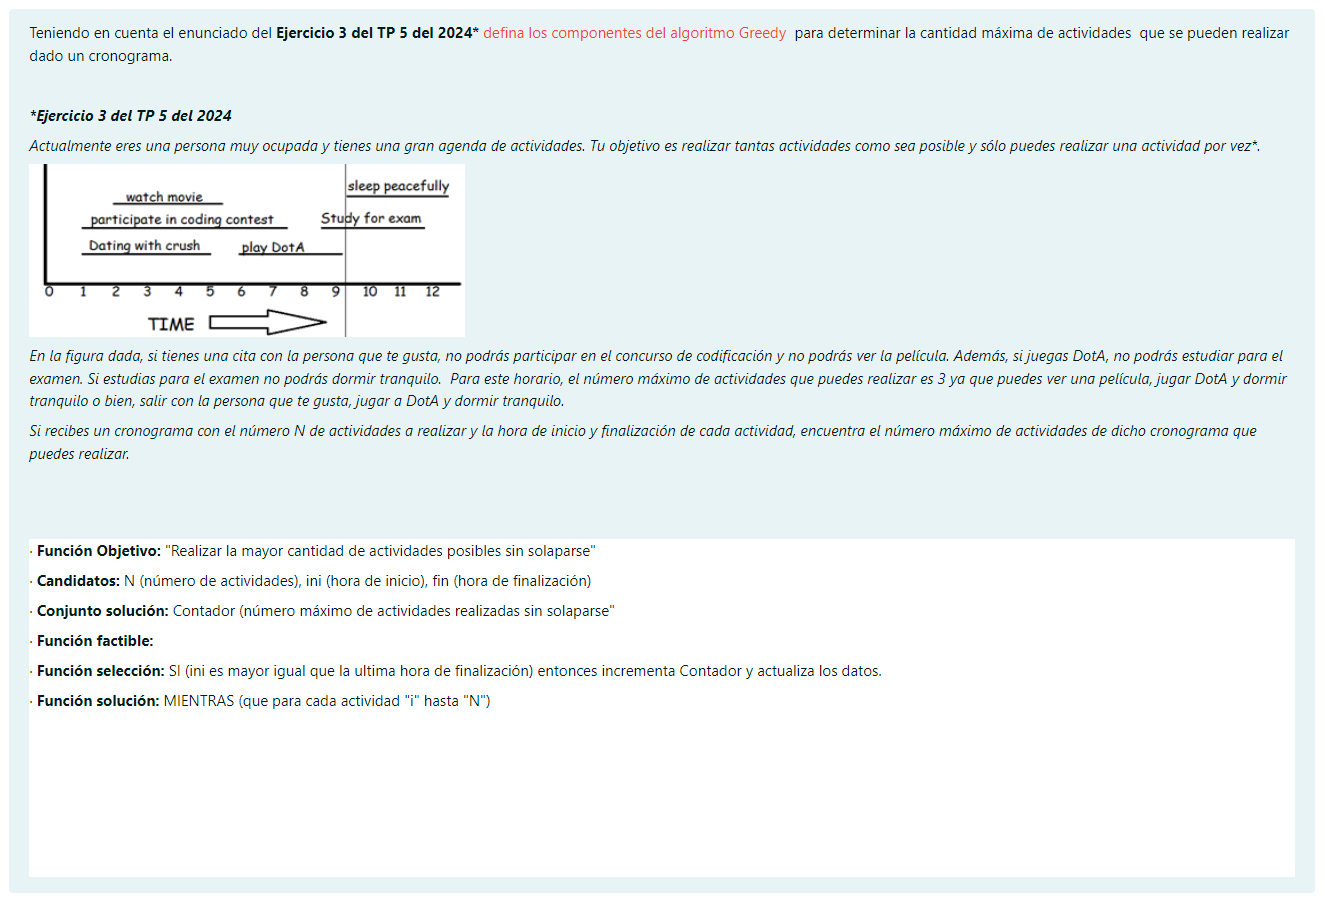 Teniendo en cuenta el enunciado del Ejercicio 3 del TP 5 del 2024* defina los componentes del algoritmo Greedy para determinar la cantidad máxima de actividades que se pueden realizar
dado un cronograma.
*Ejercicio 3 del TP 5 del 2024
Actualmente eres una persona muy ocupada y tienes una gran agenda de actividades. Tu objetivo es realizar tantas actividades como sea posible y sólo puedes realizar una actividad por vez*.
sleep peacefully
watch movie
participate in coding contest
Study for exam
Dating with crush
play DotA
0 1 2 3 4 5 6 7 8 9 10 11 12
TIME
En la figura dada, si tienes una cita con la persona que te gusta, no podrás participar en el concurso de codificación y no podrás ver la película. Además, si juegas DotA, no podrás estudiar para el
examen. Si estudias para el examen no podrás dormir tranquilo. Para este horario, el número máximo de actividades que puedes realizar es 3 ya que puedes ver una película, jugar DotA y dormir
tranquilo o bien, salir con la persona que te gusta, jugar a DotA y dormir tranquilo.
Si recibes un cronograma con el número N de actividades a realizar y la hora de inicio y finalización de cada actividad, encuentra el número máximo de actividades de dicho cronograma que
puedes realizar.
· Función Objetivo: "Realizar la mayor cantidad de actividades posibles sin solaparse"
· Candidatos: N (número de actividades), ini (hora de inicio), fin (hora de finalización)
· Conjunto solución: Contador (número máximo de actividades realizadas sin solaparse"
· Función factible:
· Función selección: SI (ini es mayor igual que la ultima hora de finalización) entonces incrementa Contador y actualiza los datos.
· Función solución: MIENTRAS (que para cada actividad "i" hasta "N")